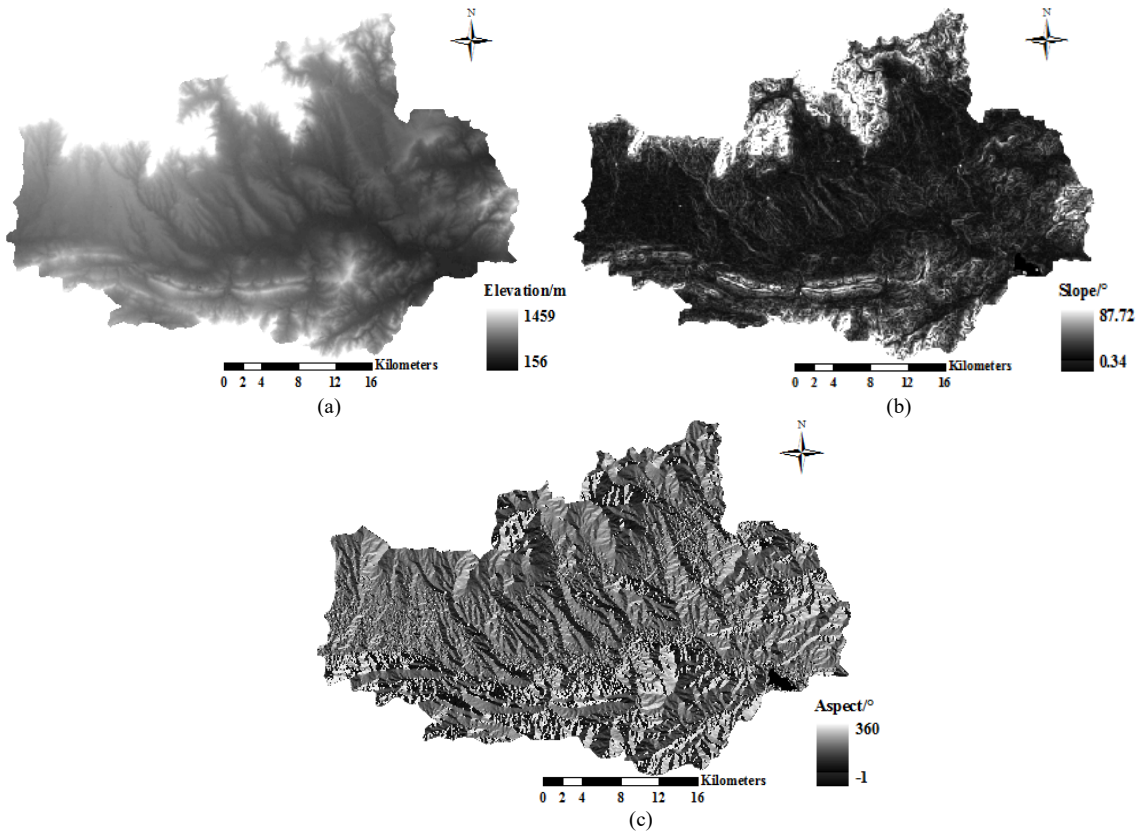 N
Elevation/m
1459
156
Kilometers
0 2 4 8 12 16
(a)
N
Slope/°
87.72
0.34
Kilometers
0 2 4 8 12 16
(b)
N
Aspect/°
360
-1
Kilometers
0 2 4 8 12 16
(c)